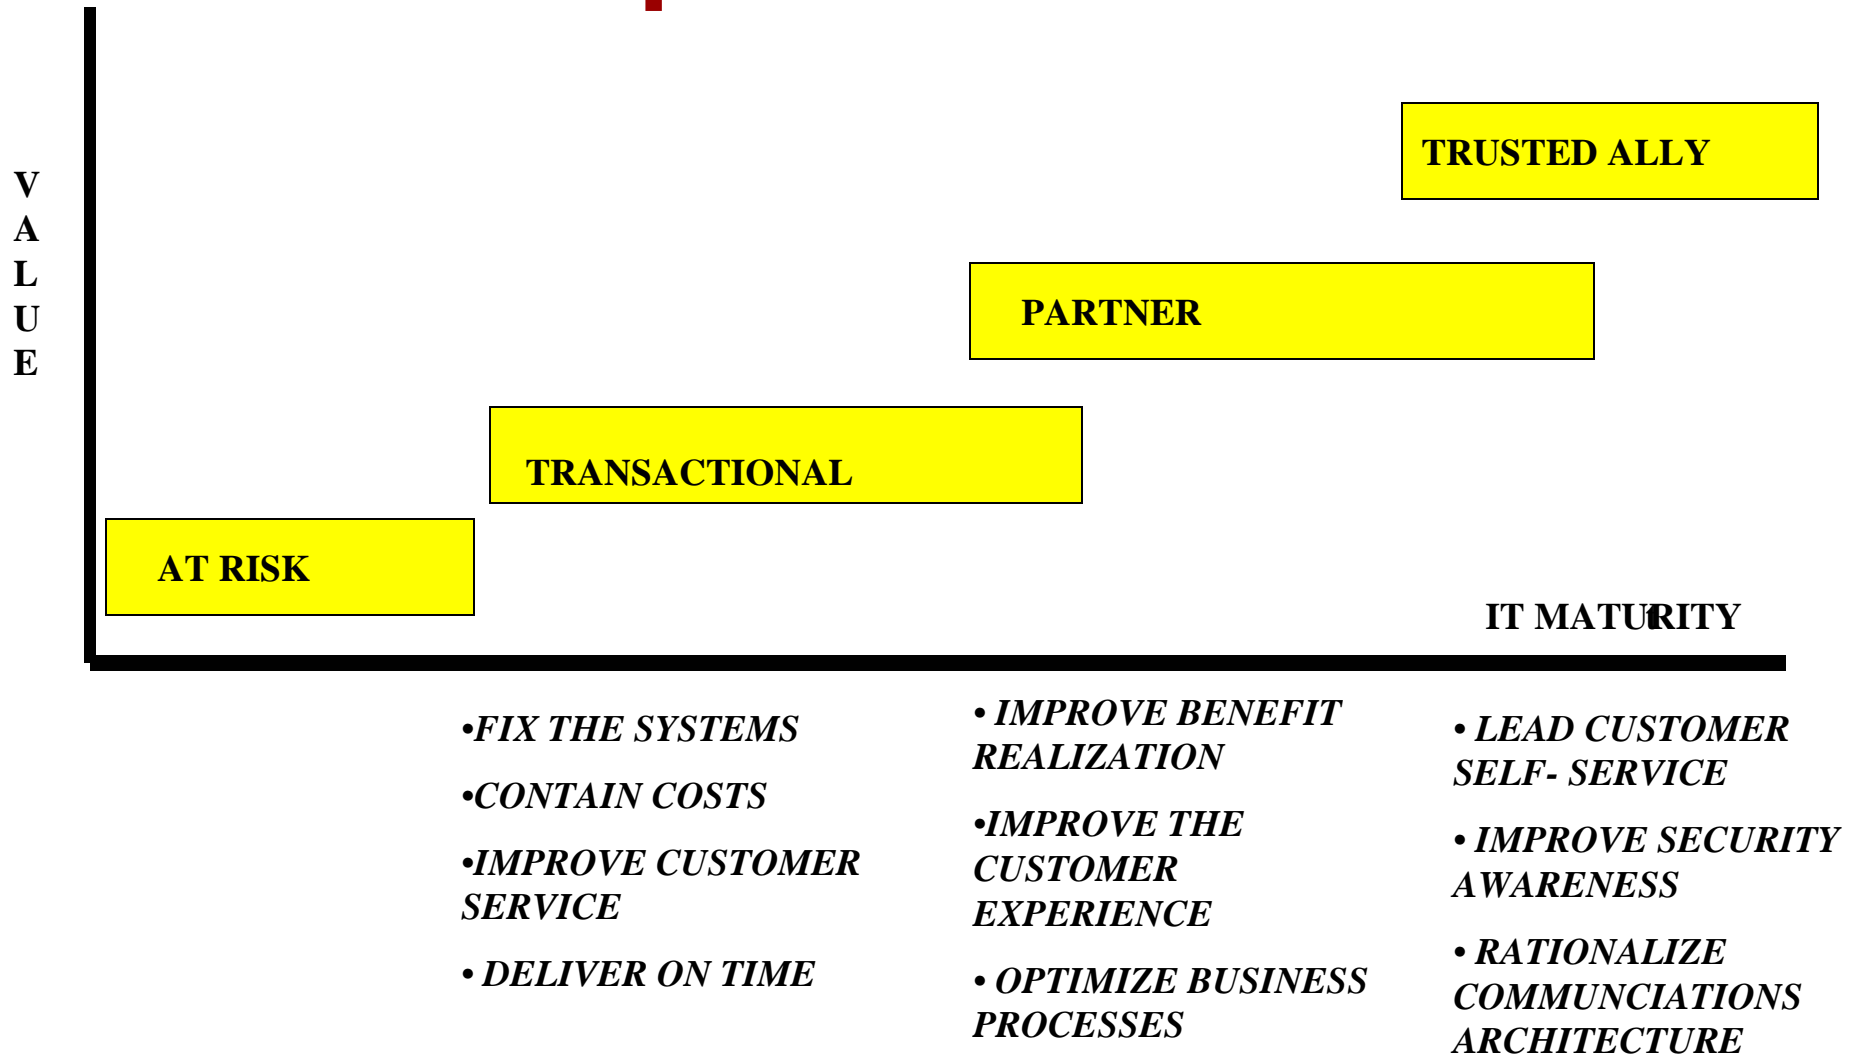 V
A
L
U
E
TRUSTED ALLY
PARTNER
TRANSACTIONAL
AT RISK
IT MATURITY
•FIX THE SYSTEMS
•CONTAIN COSTS
•IMPROVE CUSTOMER
SERVICE
• DELIVER ON TIME
• IMPROVE BENEFIT
REALIZATION
•IMPROVE THE
CUSTOMER
EXPERIENCE
• OPTIMIZE BUSINESS
PROCESSES
• LEAD CUSTOMER
SELF- SERVICE
• IMPROVE SECURITY
AWARENESS
• RATIONALIZE
COMMUNCIATIONS
ARCHITECTURE